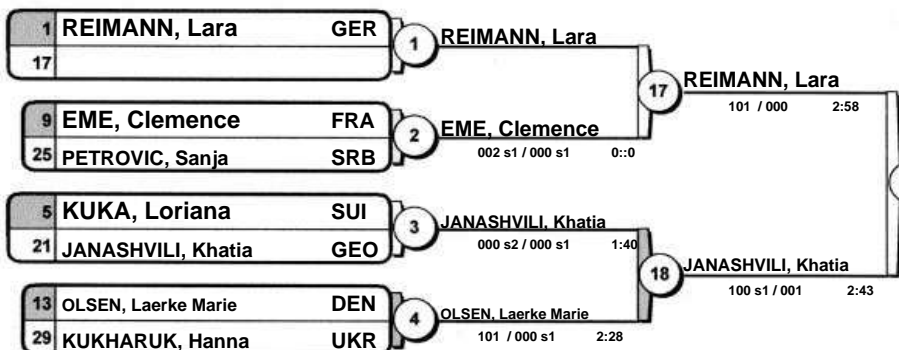 1 REIMANN, Lara GER
17
1
REIMANN, Lara
9 EME, Clemence FRA
25 PETROVIC, Sanja SRB
2
EME, Clemence
002 s1 / 000 s1 0::0
17
REIMANN, Lara
101 / 000 2:58
5 KUKA, Loriana SUI
21 JANASHVILI, Khatia GEO
3
JANASHVILI, Khatia
000 s2 / 000 s1 1:40
13 OLSEN, Laerke Marie DEN
29 KUKHARUK, Hanna UKR
4
OLSEN, Laerke Marie
101 / 000 s1 2:28
18
JANASHVILI, Khatia
100 s1 / 001 2:43